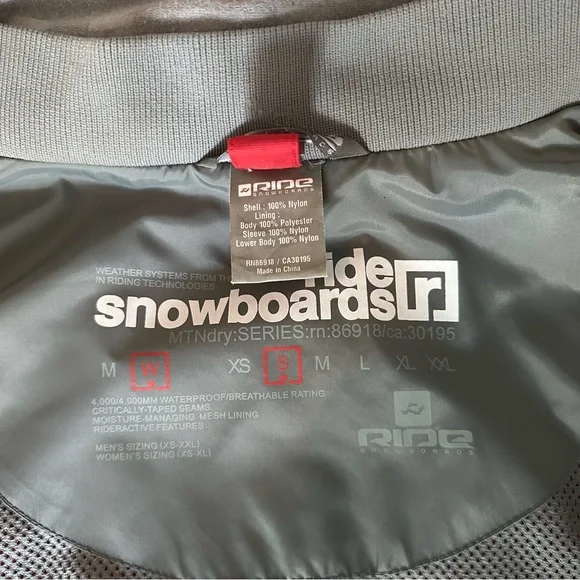 RIDE
SNOWBOARDS
Shell : 100% Nylon
Lining :
Body 100% Polyester
Sleeve 100% Nylon
Lower Body 100% Nylon
RN86918 / CA30195
Made in China
WEATHER SYSTEMS FROM THE
IN RIDING TECHNOLOGIES
ride
snowboards r
MTNdry:SERIES:rn:86918/ca:30195
M W XS S M L XL XXL
4,000/4,000MM WATERPROOF/BREATHABLE RATING
CRITICALLY-TAPED SEAMS
MOISTURE-MANAGING MESH LINING
RIDERACTIVE FEATURES
MEN'S SIZING (XS-XXL)
WOMEN'S SIZING (XS-XL)
RIDE
SNOWBOARDS